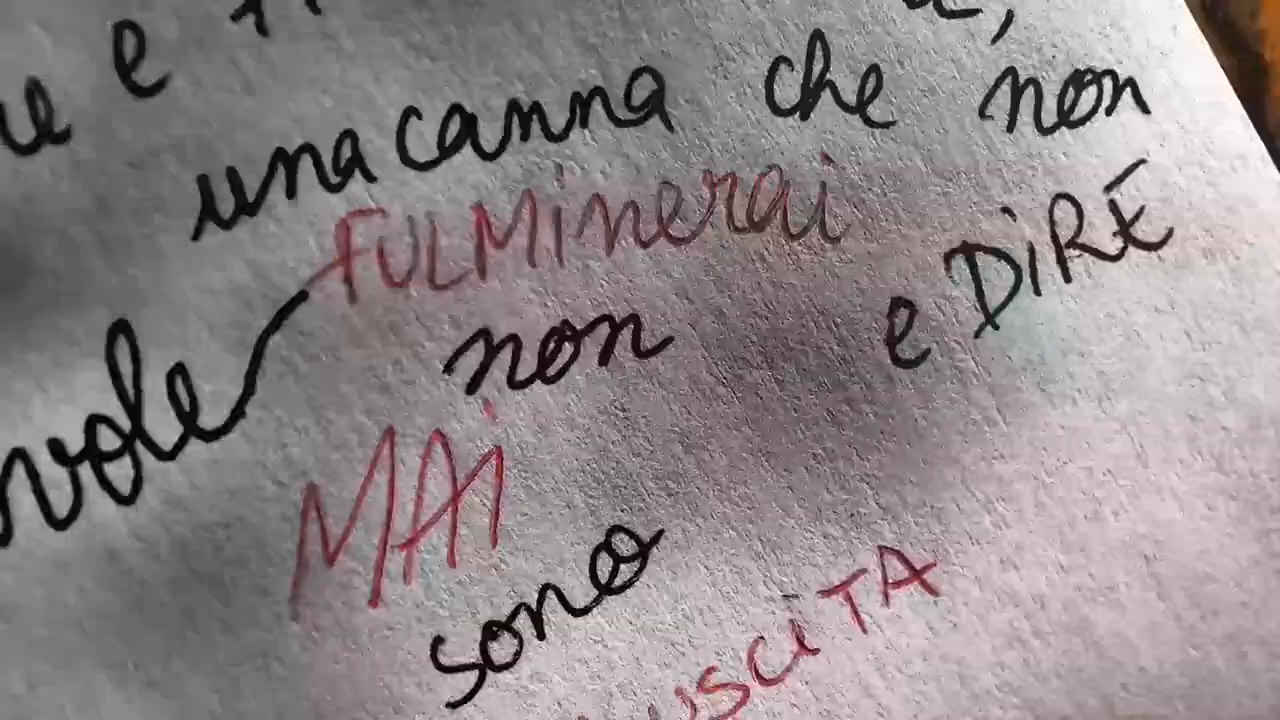 e
una canna che non
FULMinerai
e DiRE
vole non
MAi
sono